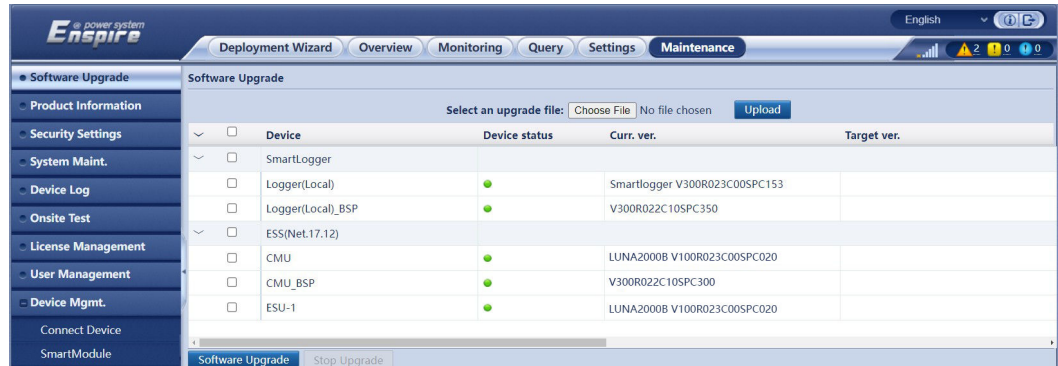 @ power system
Enspire
English
Deployment Wizard Overview Monitoring Query Settings Maintenance
2 0 0
Software Upgrade
Product Information
Security Settings
System Maint.
Device Log
Onsite Test
License Management
User Management
Device Mgmt.
Connect Device
SmartModule
Software Upgrade
Select an upgrade file: Choose File No file chosen Upload
Device Device status Curr. ver. Target ver.
SmartLogger
Logger(Local) Smartlogger V300R023C00SPC153
Logger(Local)_BSP V300R022C10SPC350
ESS(Net.17.12)
CMU LUNA2000B V100R023C00SPC020
CMU_BSP V300R022C10SPC300
ESU-1 LUNA2000B V100R023C00SPC020
Software Upgrade Stop Upgrade